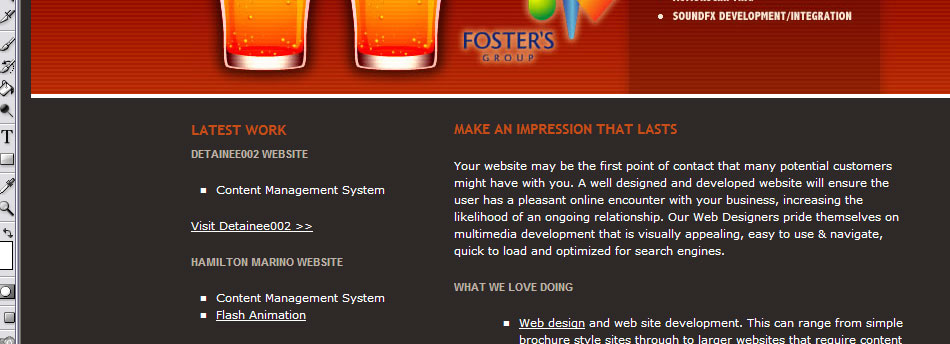 SOUNDFX DEVELOPMENT/INTEGRATION
FOSTER'S
GROUP
LATEST WORK
DETAINEE002 WEBSITE
Content Management System
Visit Detainee002 >>
HAMILTON MARINO WEBSITE
Content Management System
Flash Animation
MAKE AN IMPRESSION THAT LASTS
Your website may be the first point of contact that many potential customers
might have with you. A well designed and developed website will ensure the
user has a pleasant online encounter with your business, increasing the
likelihood of an ongoing relationship. Our Web Designers pride themselves on
multimedia development that is visually appealing, easy to use & navigate,
quick to load and optimized for search engines.
WHAT WE LOVE DOING
Web design and web site development. This can range from simple
brochure style sites through to larger websites that require content